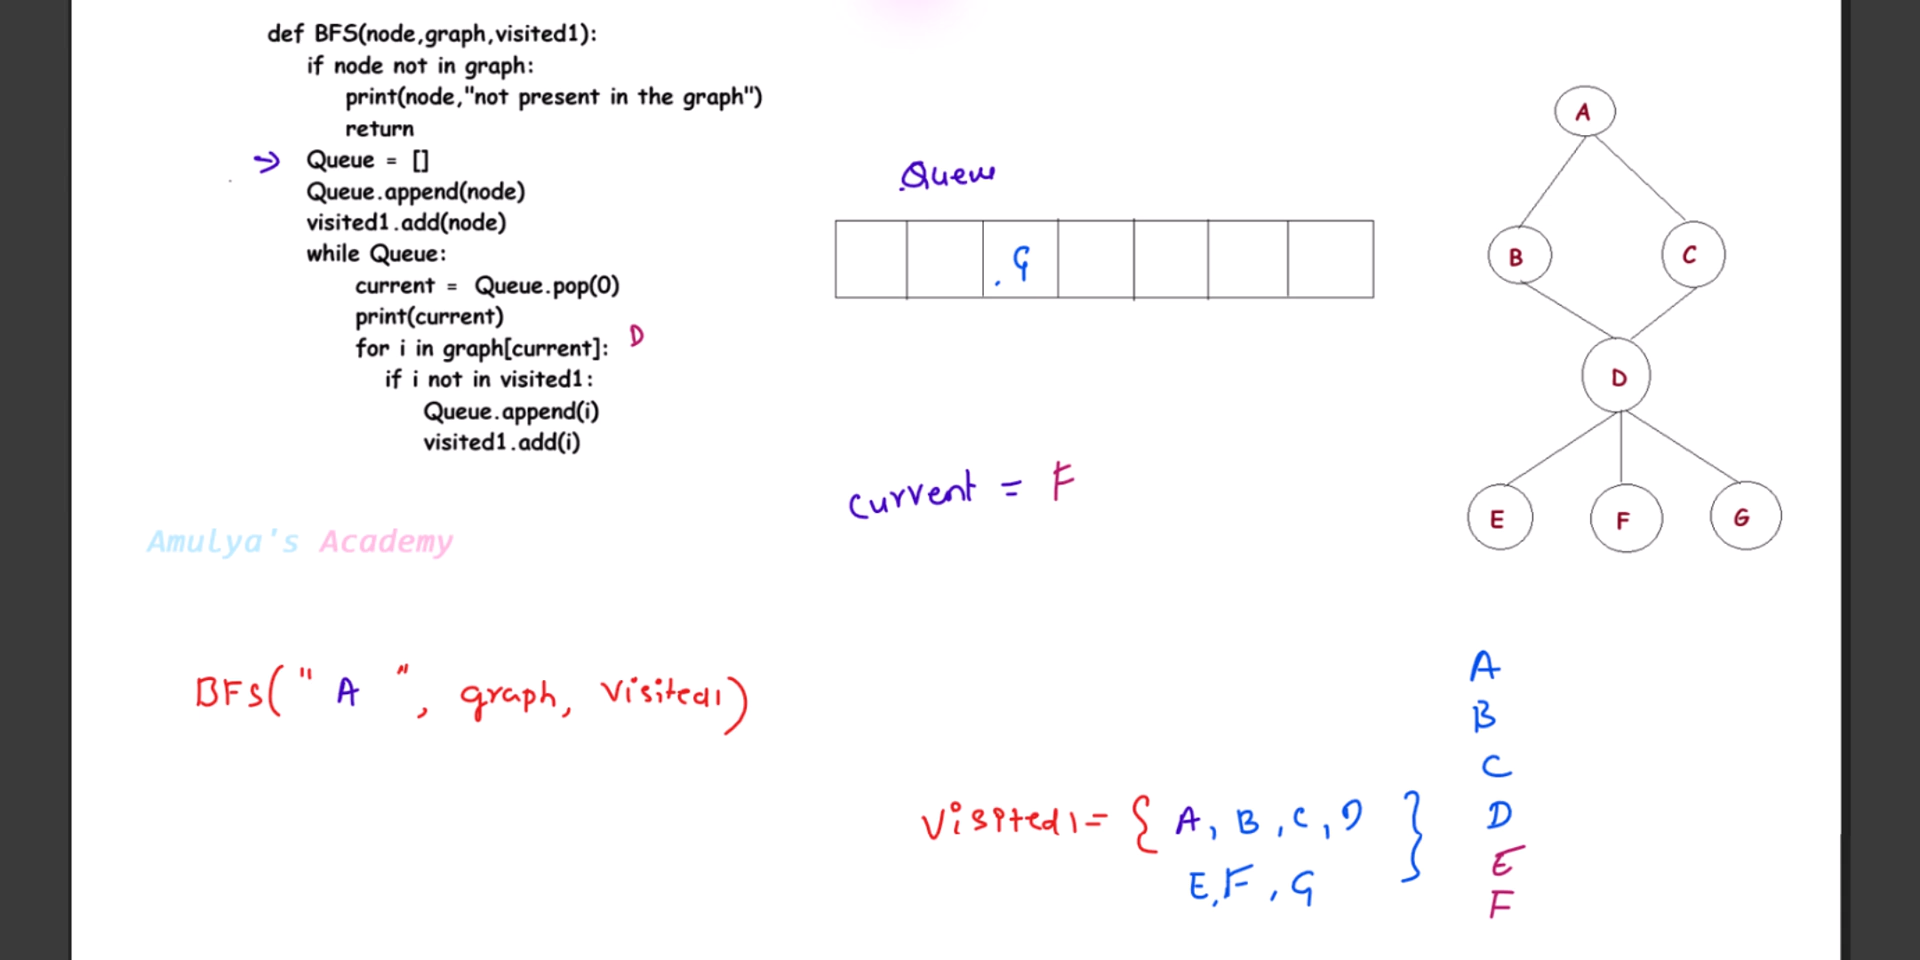 def BFS(node,graph,visited1):
if node not in graph:
print(node,"not present in the graph")
return
Queue = []
Queue.append(node)
visited1.add(node)
while Queue:
current = Queue.pop(0)
print(current)
for i in graph[current]: D
if i not in visited1:
Queue.append(i)
visited1.add(i)
Amulya's Academy
Queue
G
current = F
A
B C
D
E F G
BFS("A", graph, visited1)
Visited1 = { A, B, C, D
E, F, G }
A
B
C
D
E
F